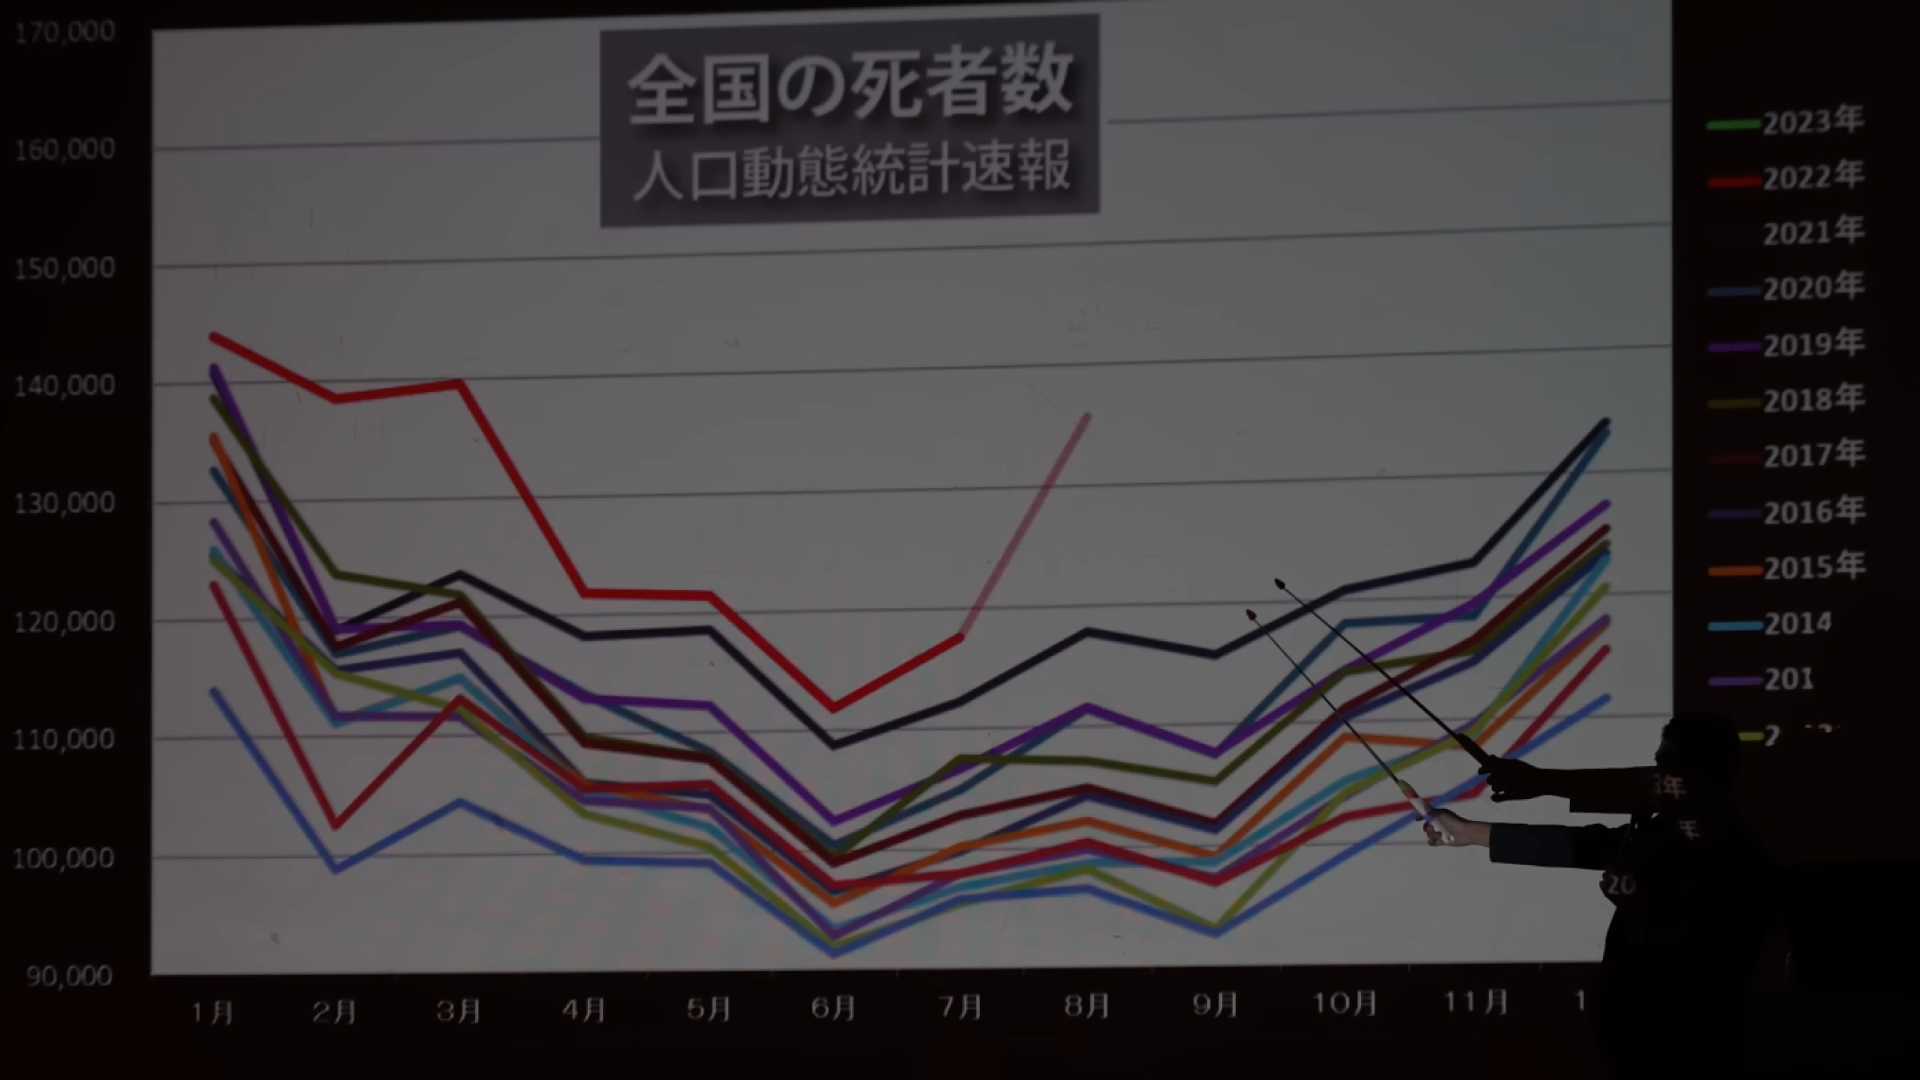 全国の死者数
人口動態統計速報
170,000
160,000
150,000
140,000
130,000
120,000
110,000
100,000
90,000
1月 2月 3月 4月 5月 6月 7月 8月 9月 10月 11月 1
2023年
2022年
2021年
2020年
2019年
2018年
2017年
2016年
2015年
2014
201
年
年
20